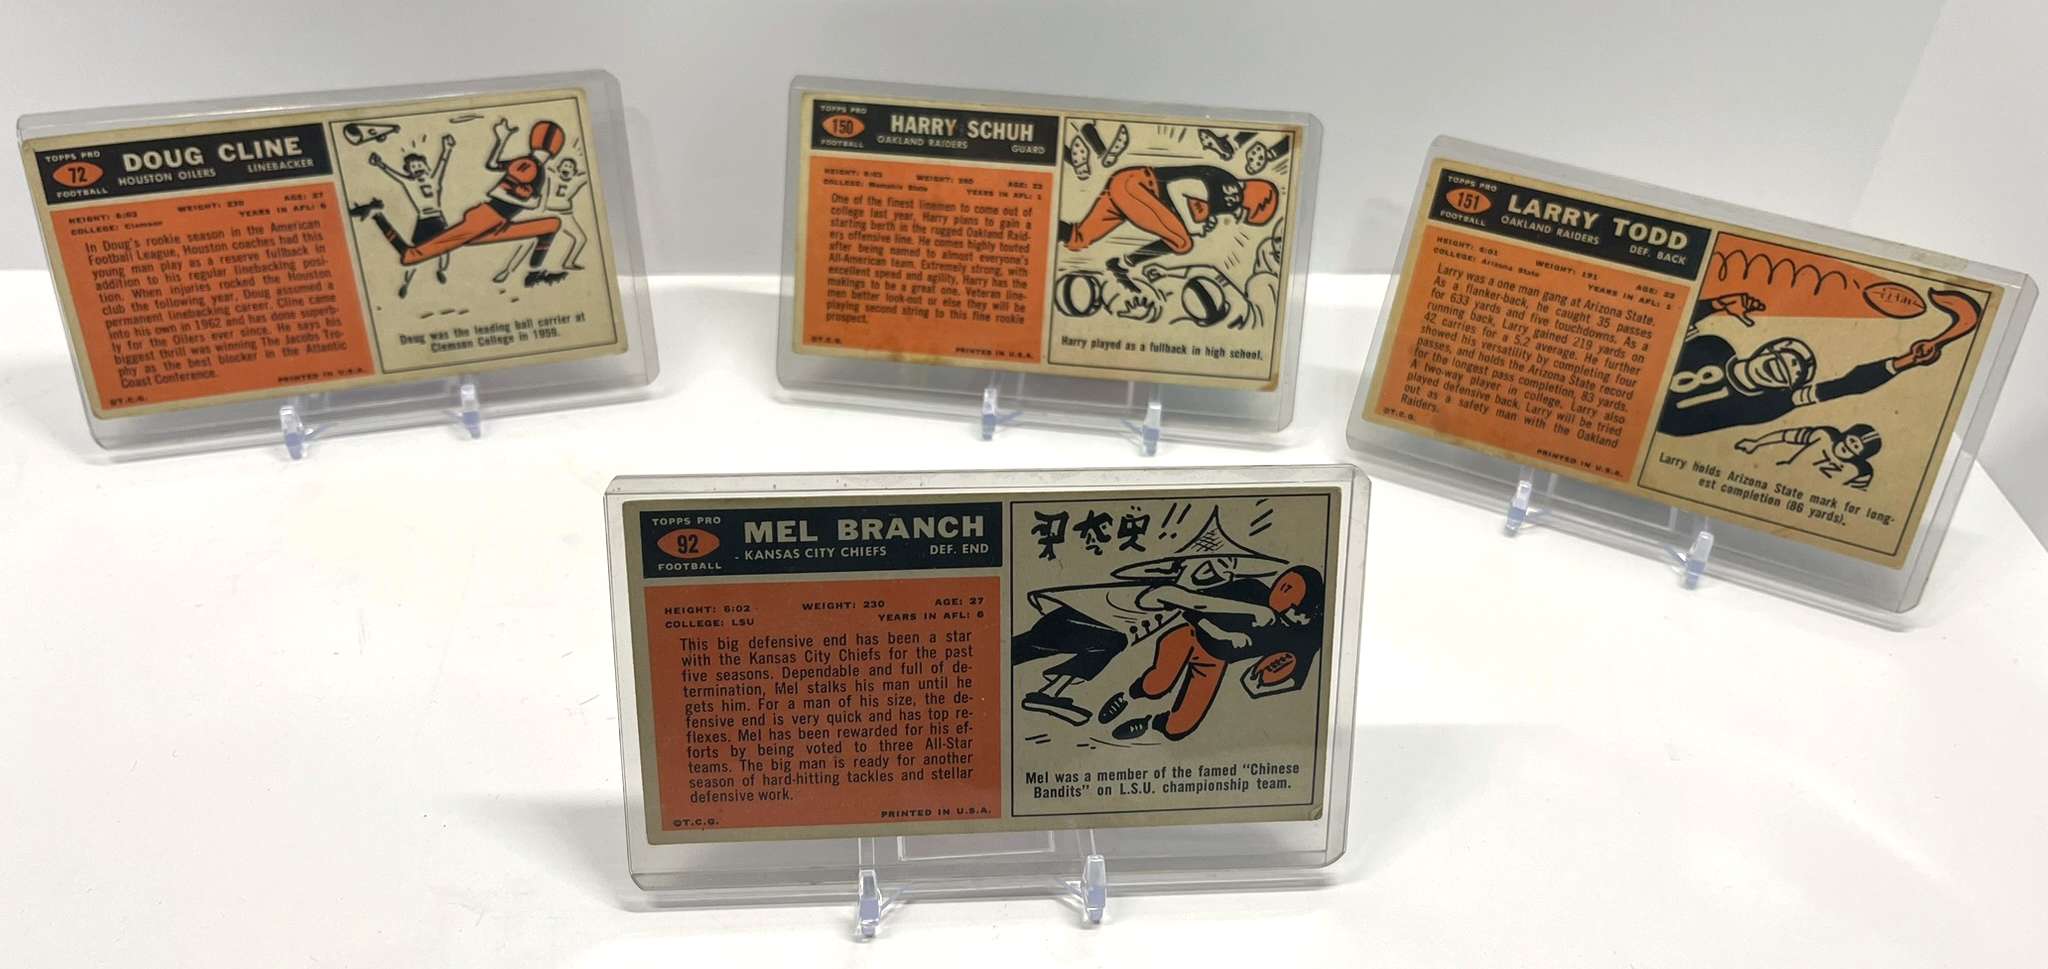 TOPPS PRO
72
FOOTBALL
DOUG CLINE
HOUSTON OILERS LINEBACKER
HEIGHT: 6:02 WEIGHT: 230 AGE: 27
COLLEGE: Clemson YEARS IN AFL: 6
In Doug's rookie season in the American
Football League, Houston coaches had this
young man play as a reserve fullback in
addition to his regular linebacking posi-
tion. When injuries rocked the Houston
club the following year, Doug assumed a
permanent linebacking career. Cline came
into his own in 1962 and has done superb-
ly for the Oilers ever since. He says his
biggest thrill was winning The Jacobs Tro-
phy as the best blocker in the Atlantic
Coast Conference.
©T.C.G. PRINTED IN U.S.A.
C
C
C
Doug was the leading ball carrier at
Clemson College in 1959.
TOPPS PRO
150
FOOTBALL
HARRY SCHUH
OAKLAND RAIDERS GUARD
HEIGHT: 6:02 WEIGHT: 260 AGE: 22
COLLEGE: Memphis State YEARS IN AFL: 1
One of the finest linemen to come out of
college last year, Harry plans to gain a
starting berth in the rugged Oakland Raid-
ers offensive line. He comes highly touted
after being named to almost everyone's
All-American team. Extremely strong, with
excellent speed and agility, Harry has the
makings to be a great one. Veteran line-
men better look-out or else they will be
playing second string to this fine rookie
prospect.
©T.C.G. PRINTED IN U.S.A.
32
Harry played as a fullback in high school.
TOPPS PRO
151
FOOTBALL
LARRY TODD
OAKLAND RAIDERS DEF. BACK
HEIGHT: 6:01 WEIGHT: 191 AGE: 22
COLLEGE: Arizona State YEARS IN AFL: 1
Larry was a one man gang at Arizona State.
As a flanker-back, he caught 35 passes
for 633 yards and five touchdowns. As a
running back, Larry gained 219 yards on
42 carries for a 5.2 average. He further
showed his versatility by completing four
passes, and holds the Arizona State record
for the longest pass completion, 83 yards.
A two-way player in college, Larry also
played defensive back. Larry will be tried
out as a safety man with the Oakland
Raiders.
©T.C.G. PRINTED IN U.S.A.
81
72
Larry holds Arizona State mark for long-
est completion (86 yards).
TOPPS PRO
92
FOOTBALL
MEL BRANCH
KANSAS CITY CHIEFS DEF. END
HEIGHT: 6:02 WEIGHT: 230 AGE: 27
COLLEGE: LSU YEARS IN AFL: 6
This big defensive end has been a star
with the Kansas City Chiefs for the past
five seasons. Dependable and full of de-
termination, Mel stalks his man until he
gets him. For a man of his size, the de-
fensive end is very quick and has top re-
flexes. Mel has been rewarded for his ef-
forts by being voted to three All-Star
teams. The big man is ready for another
season of hard-hitting tackles and stellar
defensive work.
©T.C.G. PRINTED IN U.S.A.
!!
17
Mel was a member of the famed "Chinese
Bandits" on L.S.U. championship team.